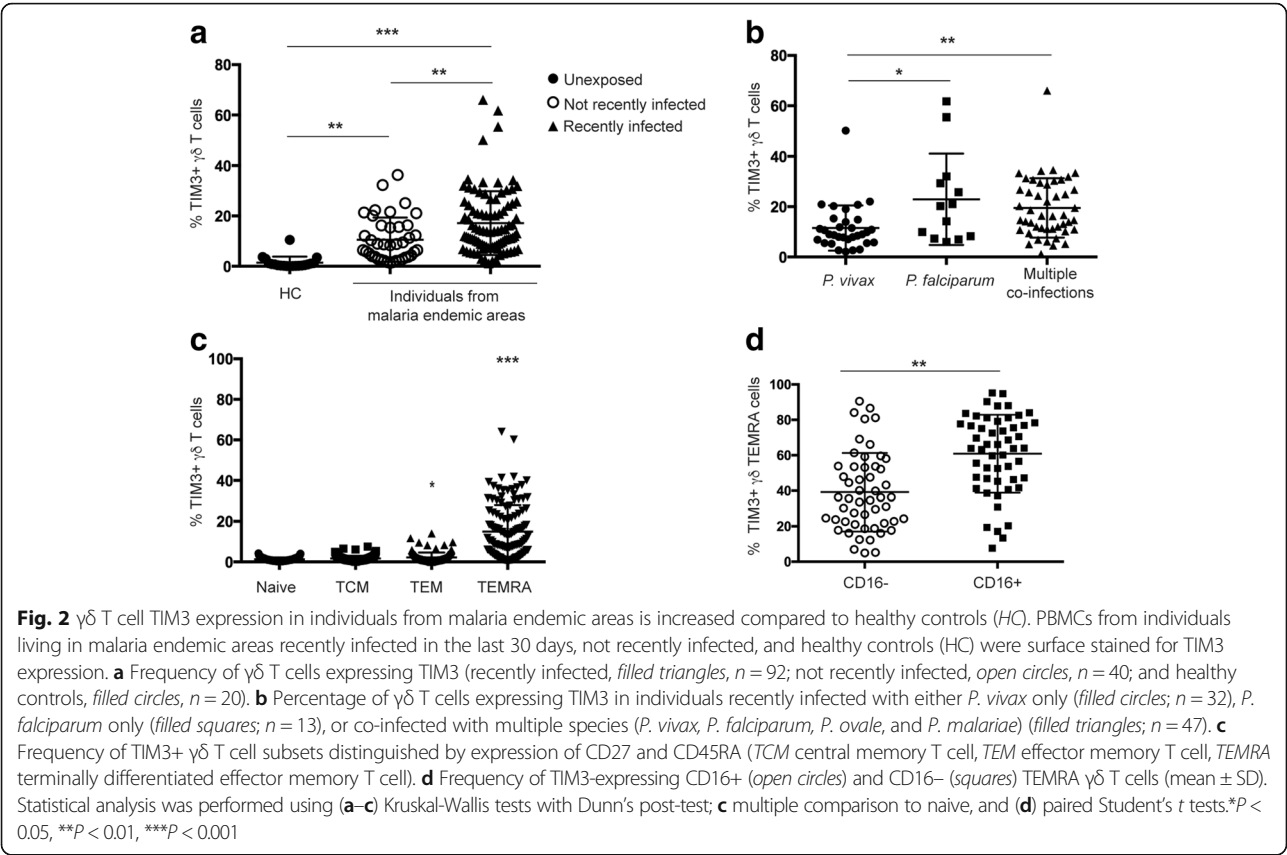 a
***
**
**
80
60
40
20
0
% TIM3+ γδ T cells
HC
Individuals from
malaria endemic areas
Unexposed
Not recently infected
Recently infected
b
**
*
80
60
40
20
0
% TIM3+ γδ T cells
P. vivax
P. falciparum
Multiple
co-infections
c
100
80
60
40
20
0
% TIM3+ γδ T cells
*
***
Naive
TCM
TEM
TEMRA
d
**
100
80
60
40
20
0
% TIM3+ γδ TEMRA cells
CD16-
CD16+
Fig. 2 γδ T cell TIM3 expression in individuals from malaria endemic areas is increased compared to healthy controls (HC). PBMCs from individuals
living in malaria endemic areas recently infected in the last 30 days, not recently infected, and healthy controls (HC) were surface stained for TIM3
expression. a Frequency of γδ T cells expressing TIM3 (recently infected, filled triangles, n = 92; not recently infected, open circles, n = 40; and healthy
controls, filled circles, n = 20). b Percentage of γδ T cells expressing TIM3 in individuals recently infected with either P. vivax only (filled circles; n = 32), P.
falciparum only (filled squares; n = 13), or co-infected with multiple species (P. vivax, P. falciparum, P. ovale, and P. malariae) (filled triangles; n = 47). c
Frequency of TIM3+ γδ T cell subsets distinguished by expression of CD27 and CD45RA (TCM central memory T cell, TEM effector memory T cell, TEMRA
terminally differentiated effector memory T cell). d Frequency of TIM3-expressing CD16+ (open circles) and CD16– (squares) TEMRA γδ T cells (mean ± SD).
Statistical analysis was performed using (a–c) Kruskal-Wallis tests with Dunn's post-test; c multiple comparison to naive, and (d) paired Student's t tests.*P <
0.05, **P < 0.01, ***P < 0.001